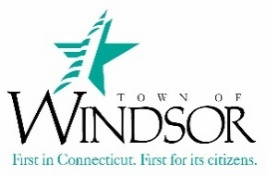 TOWN OF
WINDSOR
First in Connecticut. First for its citizens.